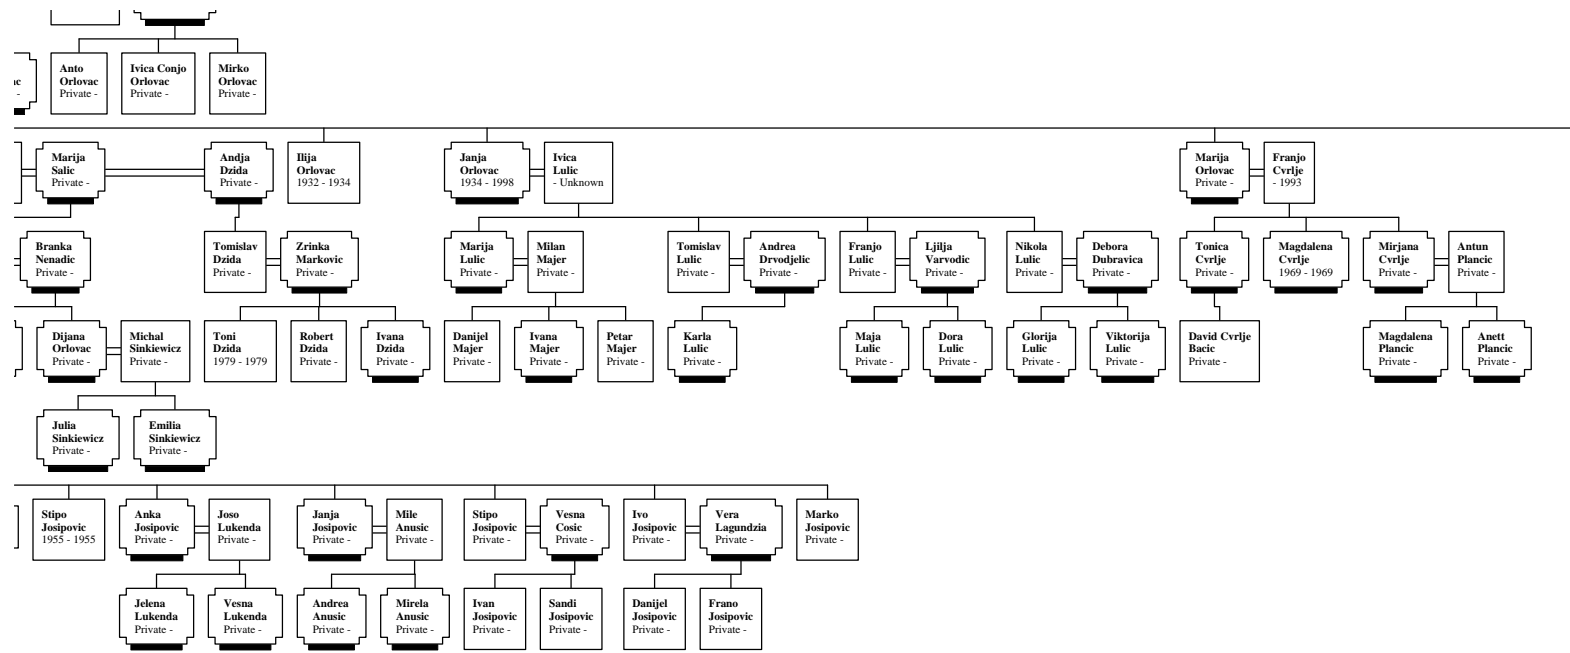 ac
-
Anto
Orlovac
Private -
Ivica Conjo
Orlovac
Private -
Mirko
Orlovac
Private -
Marija
Salic
Private -
Andja
Dzida
Private -
Ilija
Orlovac
1932 - 1934
Janja
Orlovac
1934 - 1998
Ivica
Lulic
- Unknown
Marija
Orlovac
Private -
Franjo
Cvrlje
- 1993
Branka
Nenadic
Private -
Tomislav
Dzida
Private -
Zrinka
Markovic
Private -
Marija
Lulic
Private -
Milan
Majer
Private -
Tomislav
Lulic
Private -
Andrea
Drvodjelic
Private -
Franjo
Lulic
Private -
Ljilja
Varvodic
Private -
Nikola
Lulic
Private -
Debora
Dubravica
Private -
Tonica
Cvrlje
Private -
Magdalena
Cvrlje
1969 - 1969
Mirjana
Cvrlje
Private -
Antun
Plancic
Private -
Dijana
Orlovac
Private -
Michal
Sinkiewicz
Private -
Toni
Dzida
1979 - 1979
Robert
Dzida
Private -
Ivana
Dzida
Private -
Danijel
Majer
Private -
Ivana
Majer
Private -
Petar
Majer
Private -
Karla
Lulic
Private -
Maja
Lulic
Private -
Dora
Lulic
Private -
Glorija
Lulic
Private -
Viktorija
Lulic
Private -
David Cvrlje
Bacic
Private -
Magdalena
Plancic
Private -
Anett
Plancic
Private -
Julia
Sinkiewicz
Private -
Emilia
Sinkiewicz
Private -
Stipo
Josipovic
1955 - 1955
Anka
Josipovic
Private -
Joso
Lukenda
Private -
Janja
Josipovic
Private -
Mile
Anusic
Private -
Stipo
Josipovic
Private -
Vesna
Cosic
Private -
Ivo
Josipovic
Private -
Vera
Lagundzia
Private -
Marko
Josipovic
Private -
Jelena
Lukenda
Private -
Vesna
Lukenda
Private -
Andrea
Anusic
Private -
Mirela
Anusic
Private -
Ivan
Josipovic
Private -
Sandi
Josipovic
Private -
Danijel
Josipovic
Private -
Frano
Josipovic
Private -